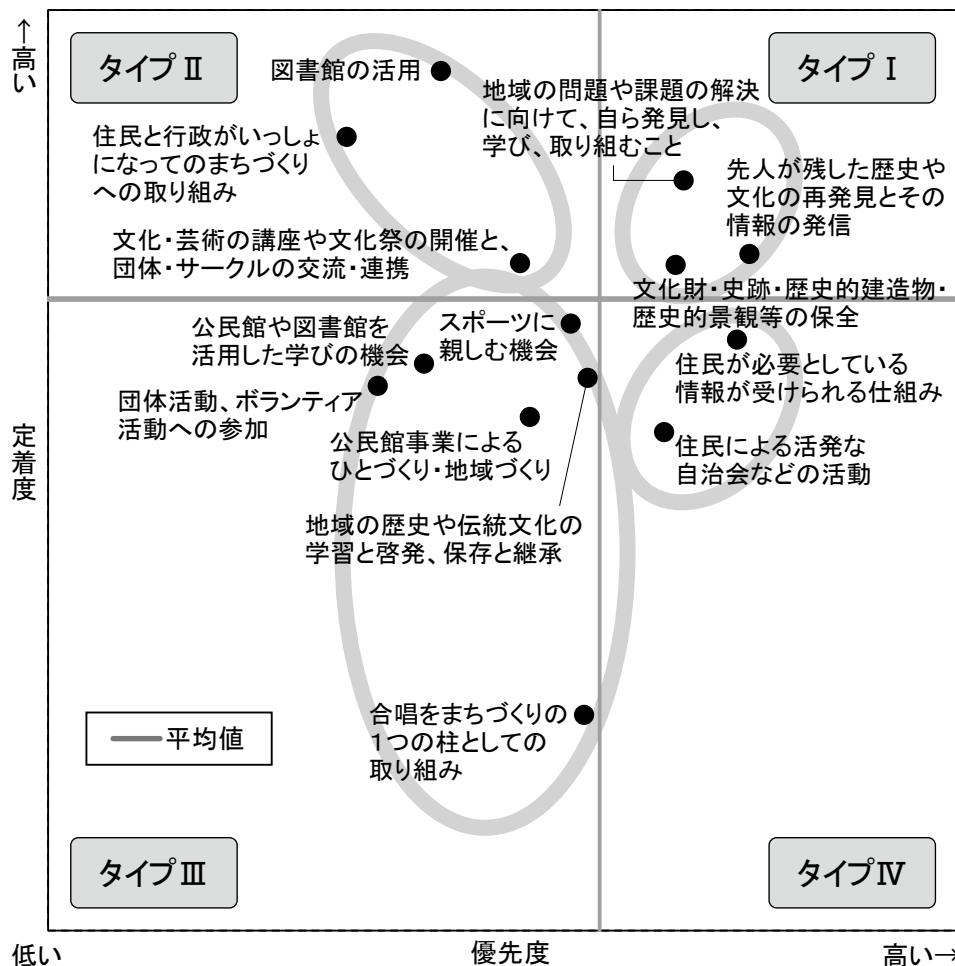 ↑高い
タイプⅡ
図書館の活用
タイプⅠ
地域の問題や課題の解決
に向けて、自ら発見し、
学び、取り組むこと
住民と行政がいっしょ
になってのまちづくり
への取り組み
先人が残した歴史や
文化の再発見とその
情報の発信
文化・芸術の講座や文化祭の開催と、
団体・サークルの交流・連携
文化財・史跡・歴史的建造物・
歴史的景観等の保全
公民館や図書館を
活用した学びの機会
スポーツに
親しむ機会
住民が必要としている
情報が受けられる仕組み
団体活動、ボランティア
活動への参加
公民館事業による
ひとづくり・地域づくり
住民による活発な
自治会などの活動
定着度
地域の歴史や伝統文化の
学習と啓発、保存と継承
合唱をまちづくりの
1つの柱としての
取り組み
平均値
タイプⅢ
タイプⅣ
低い
優先度
高い→